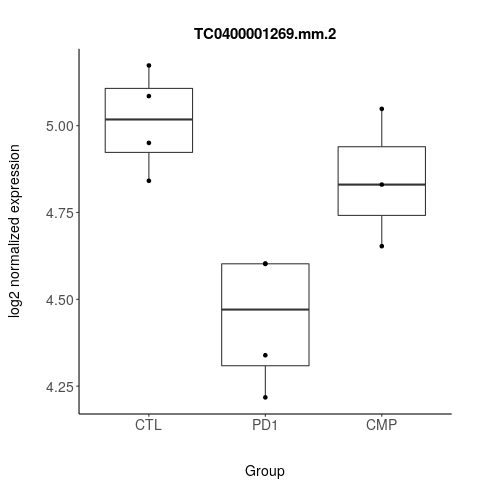 TC0400001269.mm.2
log2 normalized expression
5.00
4.75
4.50
4.25
CTL PD1 CMP
Group